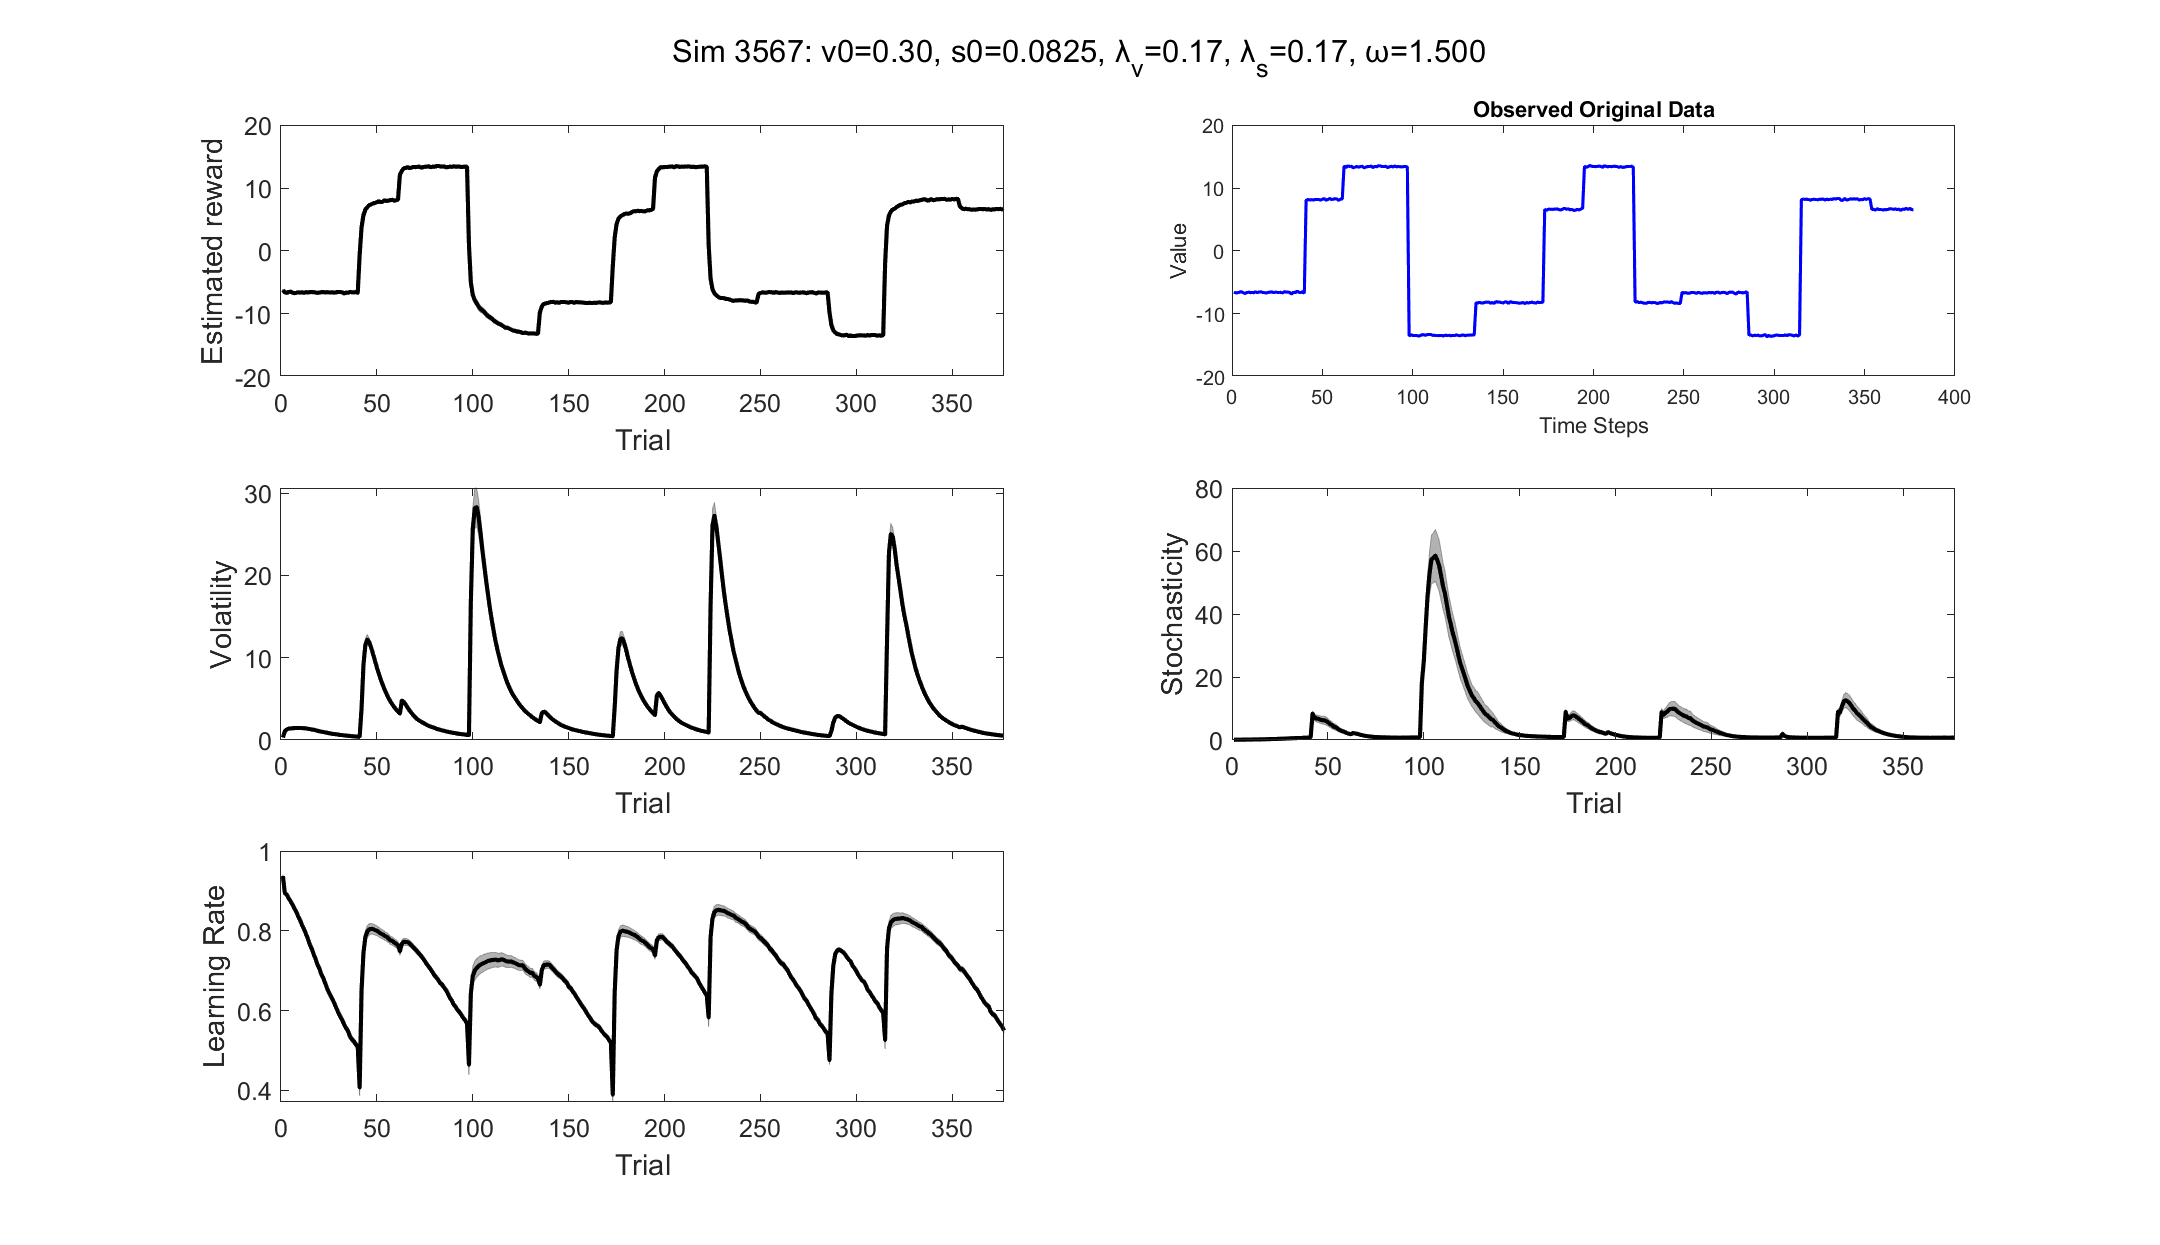 Sim 3567: v0=0.30, s0=0.0825, λ_v=0.17, λ_s=0.17, ω=1.500
Estimated reward
20
10
0
-10
-20
0 50 100 150 200 250 300 350
Trial
Observed Original Data
Value
20
10
0
-10
-20
0 50 100 150 200 250 300 350 400
Time Steps
Volatility
30
20
10
0
0 50 100 150 200 250 300 350
Trial
Stochasticity
80
60
40
20
0
0 50 100 150 200 250 300 350
Trial
Learning Rate
1
0.8
0.6
0.4
0 50 100 150 200 250 300 350
Trial